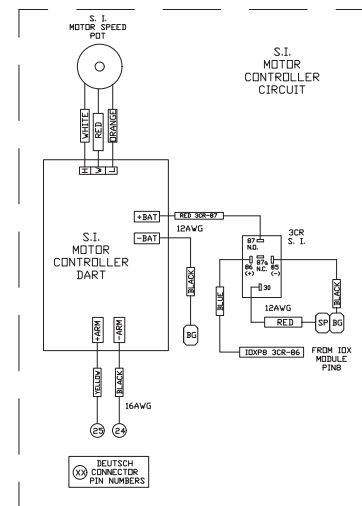 S. I.
MOTOR SPEED
POT
S.I.
MOTOR
CONTROLLER
CIRCUIT
WHITE
RED
ORANGE
H W L
S.I.
MOTOR
CONTROLLER
DART
+BAT
-BAT
RED 3CR-87
12AWG
BLACK
BG
87
N.O.
3CR
S. I.
86
(+)
87a
N.C.
85
(-)
30
BLUE
BLACK
12AWG
RED
SP
BG
IOXP8 3CR-86
FROM IOX
MODULE
PIN8
+ARM
-ARM
YELLOW
BLACK
16AWG
25
24
XX
DEUTSCH
CONNECTOR
PIN NUMBERS